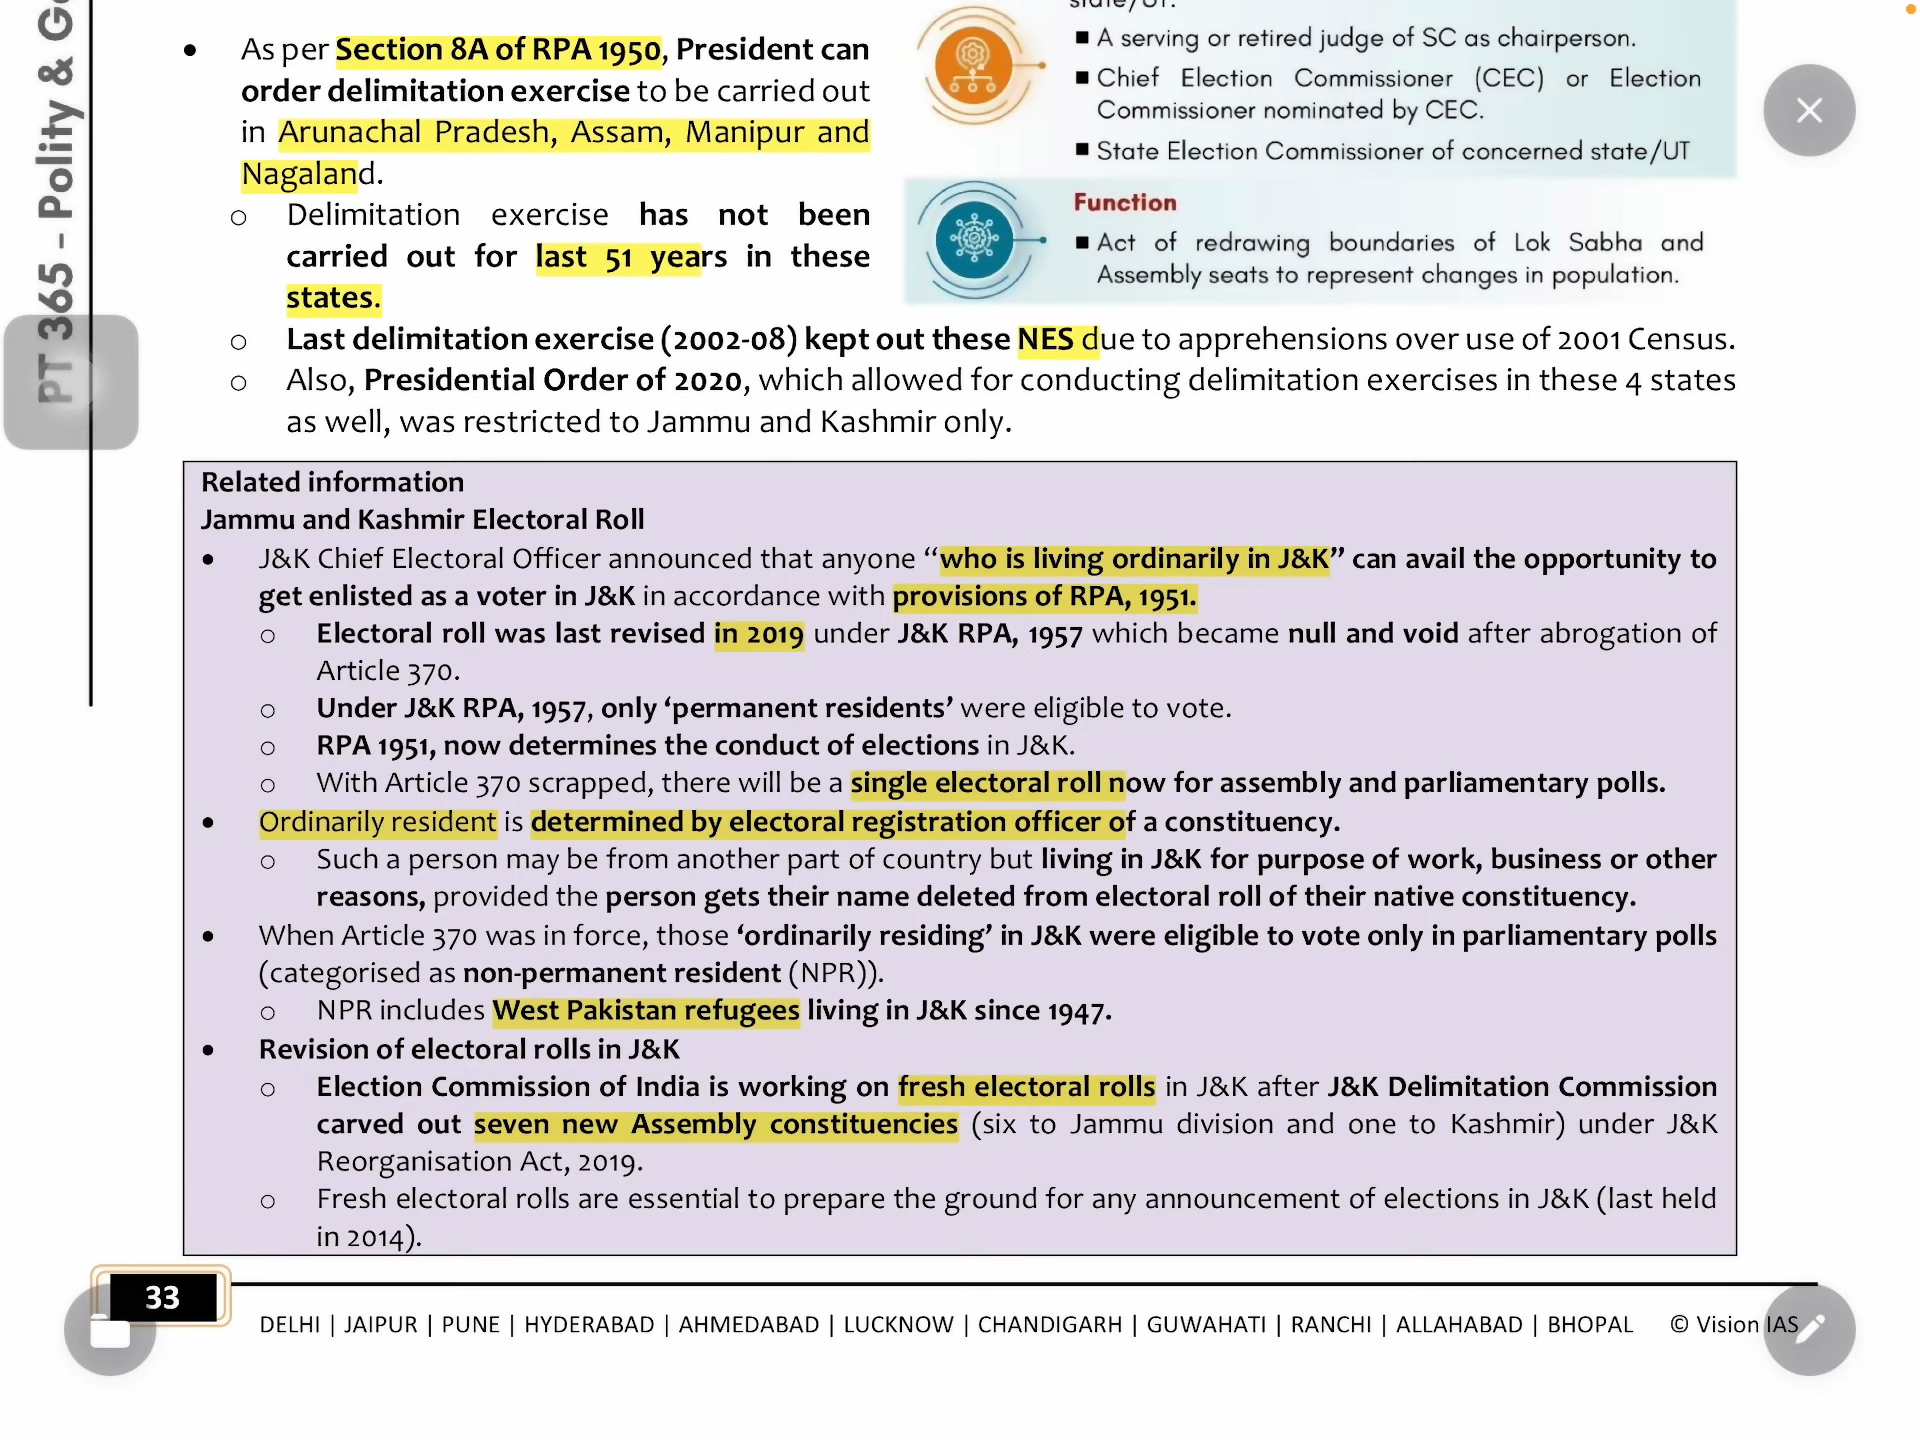 PT 365 - Polity & Go
state/UT.
• As per Section 8A of RPA 1950, President can
order delimitation exercise to be carried out
in Arunachal Pradesh, Assam, Manipur and
Nagaland.
○ Delimitation exercise has not been
carried out for last 51 years in these
states.
■ A serving or retired judge of SC as chairperson.
■ Chief Election Commissioner (CEC) or Election
Commissioner nominated by CEC.
■ State Election Commissioner of concerned state/UT
Function
■ Act of redrawing boundaries of Lok Sabha and
Assembly seats to represent changes in population.
○ Last delimitation exercise (2002-08) kept out these NES due to apprehensions over use of 2001 Census.
○ Also, Presidential Order of 2020, which allowed for conducting delimitation exercises in these 4 states
as well, was restricted to Jammu and Kashmir only.
Related information
Jammu and Kashmir Electoral Roll
• J&K Chief Electoral Officer announced that anyone “who is living ordinarily in J&K” can avail the opportunity to
get enlisted as a voter in J&K in accordance with provisions of RPA, 1951.
○ Electoral roll was last revised in 2019 under J&K RPA, 1957 which became null and void after abrogation of
Article 370.
○ Under J&K RPA, 1957, only ‘permanent residents’ were eligible to vote.
○ RPA 1951, now determines the conduct of elections in J&K.
○ With Article 370 scrapped, there will be a single electoral roll now for assembly and parliamentary polls.
• Ordinarily resident is determined by electoral registration officer of a constituency.
○ Such a person may be from another part of country but living in J&K for purpose of work, business or other
reasons, provided the person gets their name deleted from electoral roll of their native constituency.
• When Article 370 was in force, those ‘ordinarily residing’ in J&K were eligible to vote only in parliamentary polls
(categorised as non-permanent resident (NPR)).
○ NPR includes West Pakistan refugees living in J&K since 1947.
• Revision of electoral rolls in J&K
○ Election Commission of India is working on fresh electoral rolls in J&K after J&K Delimitation Commission
carved out seven new Assembly constituencies (six to Jammu division and one to Kashmir) under J&K
Reorganisation Act, 2019.
○ Fresh electoral rolls are essential to prepare the ground for any announcement of elections in J&K (last held
in 2014).
33
DELHI | JAIPUR | PUNE | HYDERABAD | AHMEDABAD | LUCKNOW | CHANDIGARH | GUWAHATI | RANCHI | ALLAHABAD | BHOPAL © Vision IAS